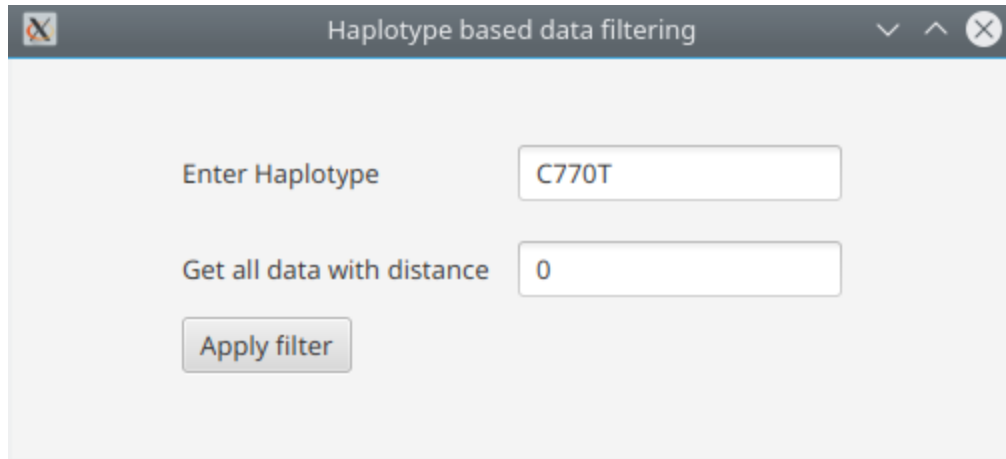 Haplotype based data filtering
Enter Haplotype C770T
Get all data with distance 0
Apply filter